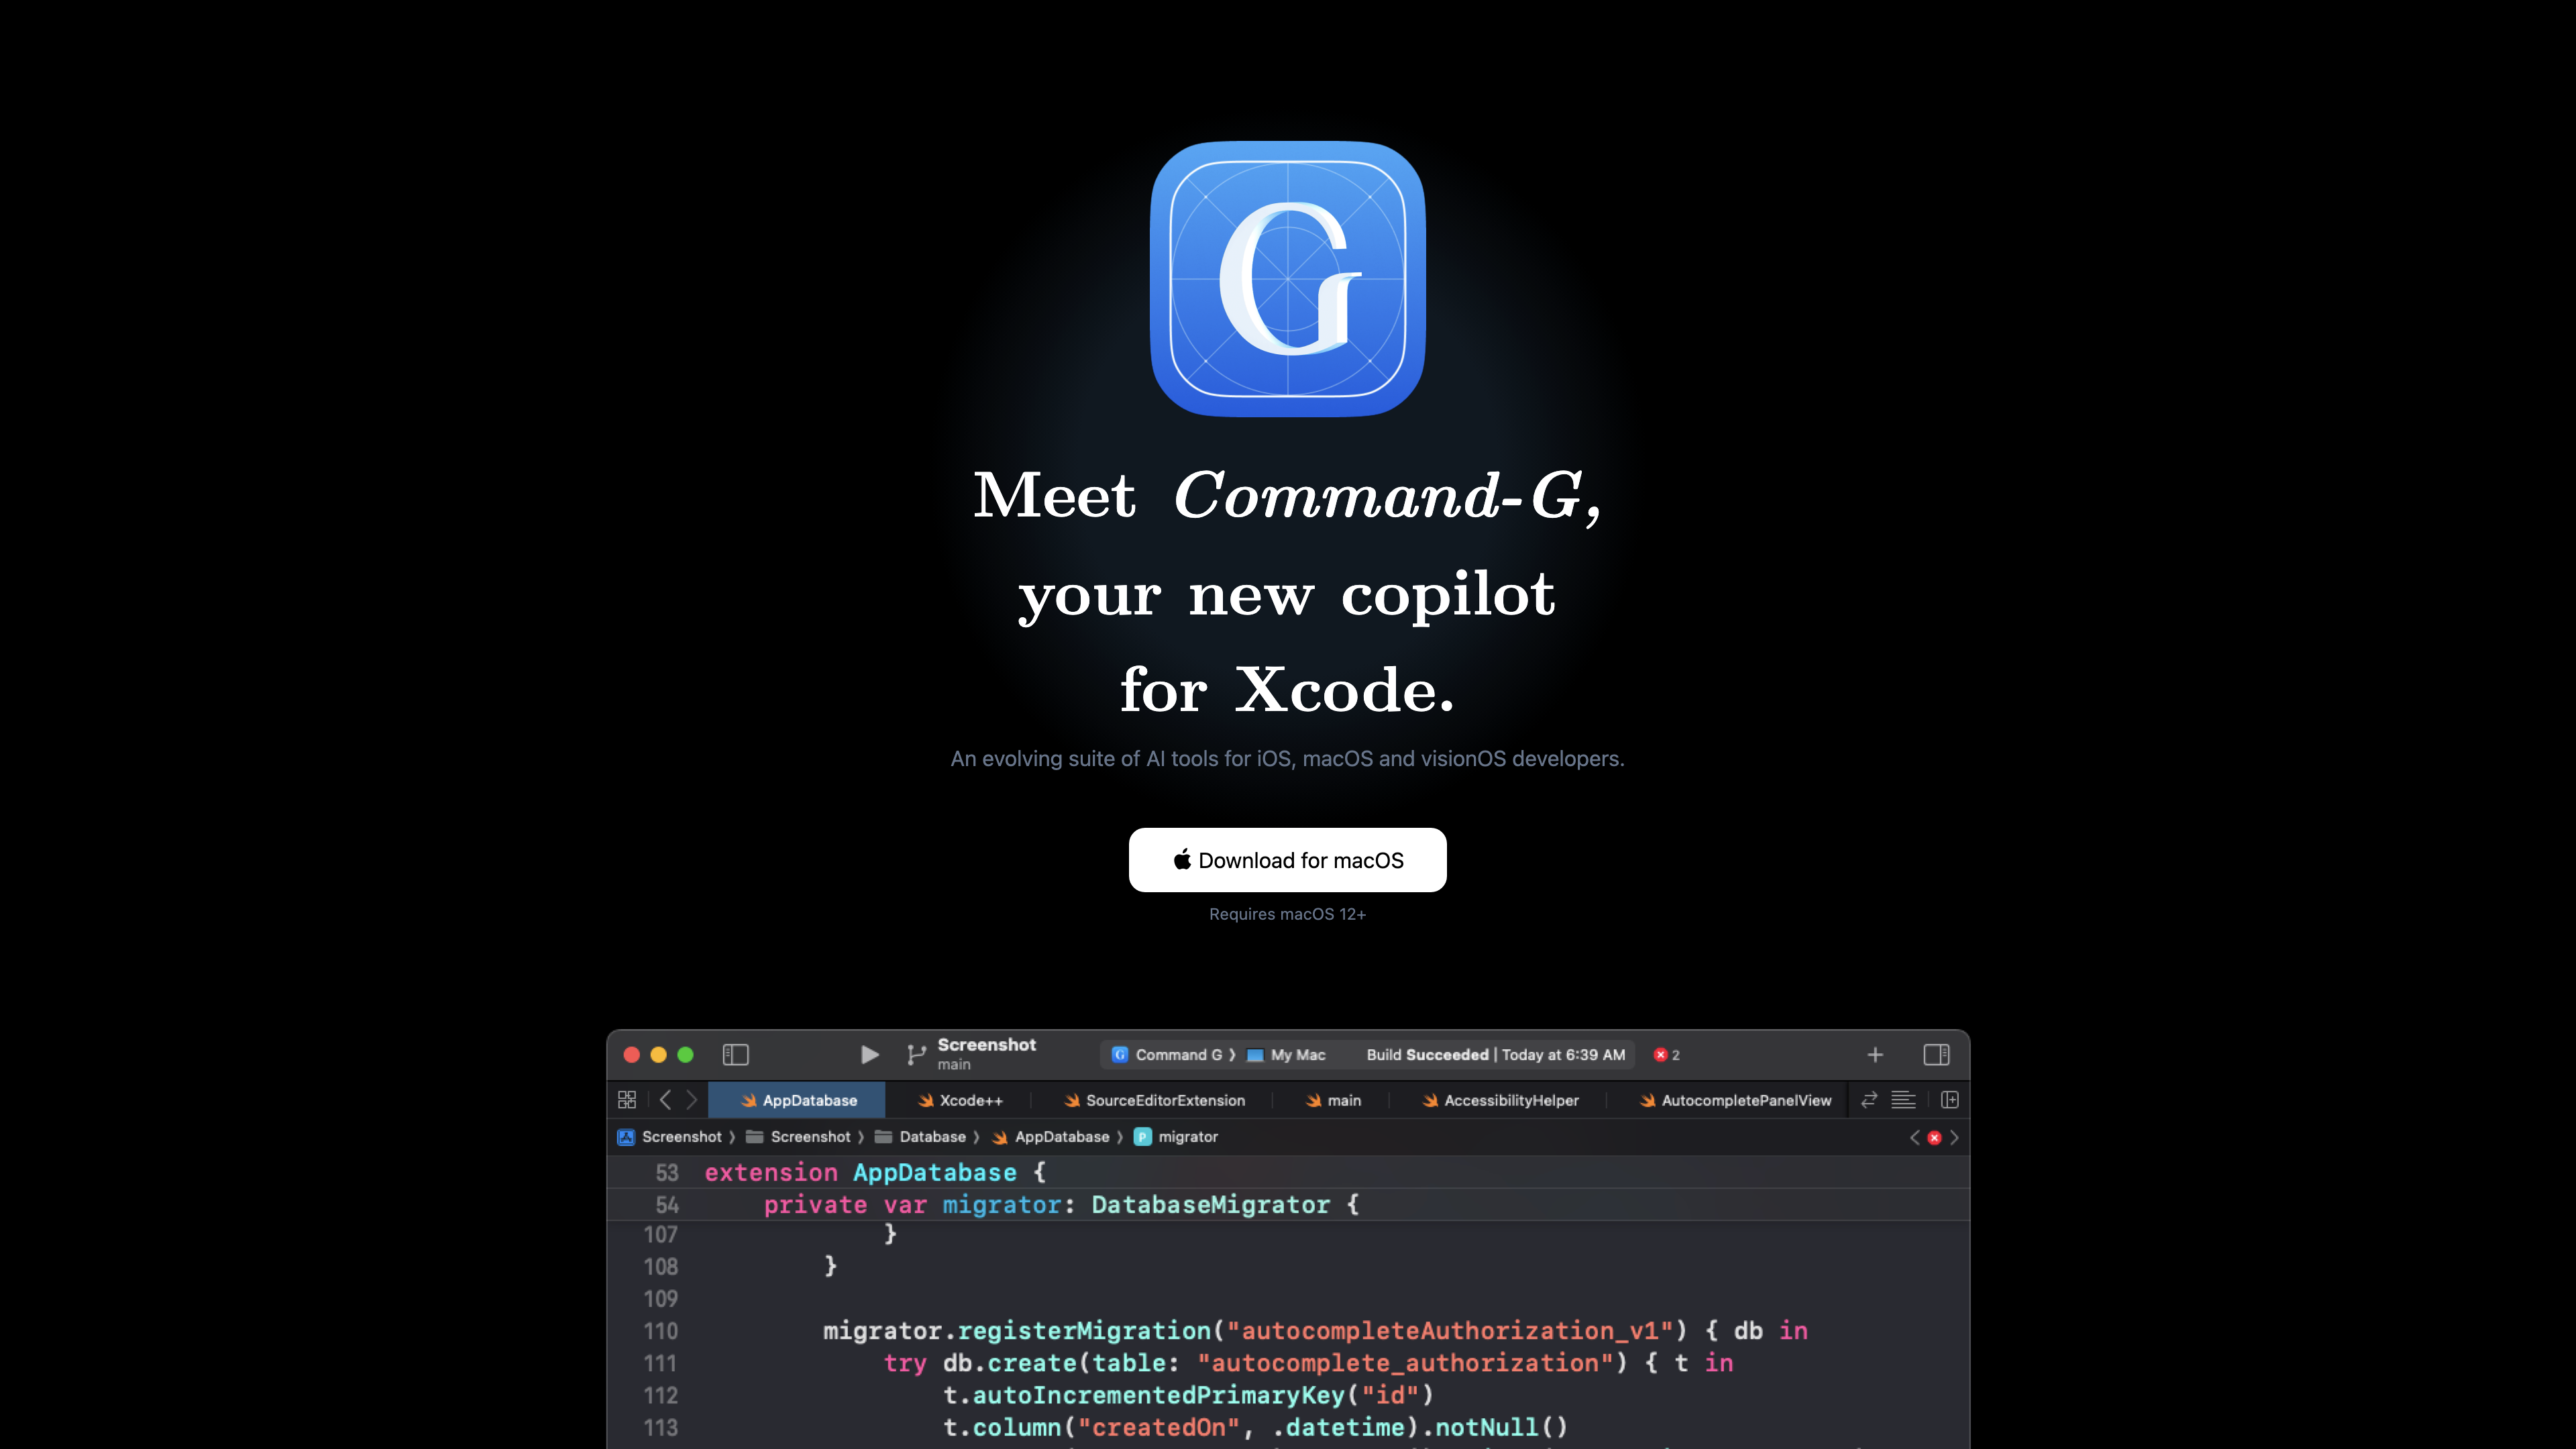 G
Meet Command-G,
your new copilot
for Xcode.
An evolving suite of AI tools for iOS, macOS and visionOS developers.
Download for macOS
Requires macOS 12+
Screenshot
main
G Command G ⟩ My Mac Build Succeeded | Today at 6:39 AM 2
AppDatabase Xcode++ SourceEditorExtension main AccessibilityHelper AutocompletePanelView
Screenshot ⟩ Screenshot ⟩ Database ⟩ AppDatabase ⟩ P migrator
53 extension AppDatabase {
54 private var migrator: DatabaseMigrator {
107 }
108 }
109
110 migrator.registerMigration("autocompleteAuthorization_v1") { db in
111 try db.create(table: "autocomplete_authorization") { t in
112 t.autoIncrementedPrimaryKey("id")
113 t.column("createdOn", .datetime).notNull()